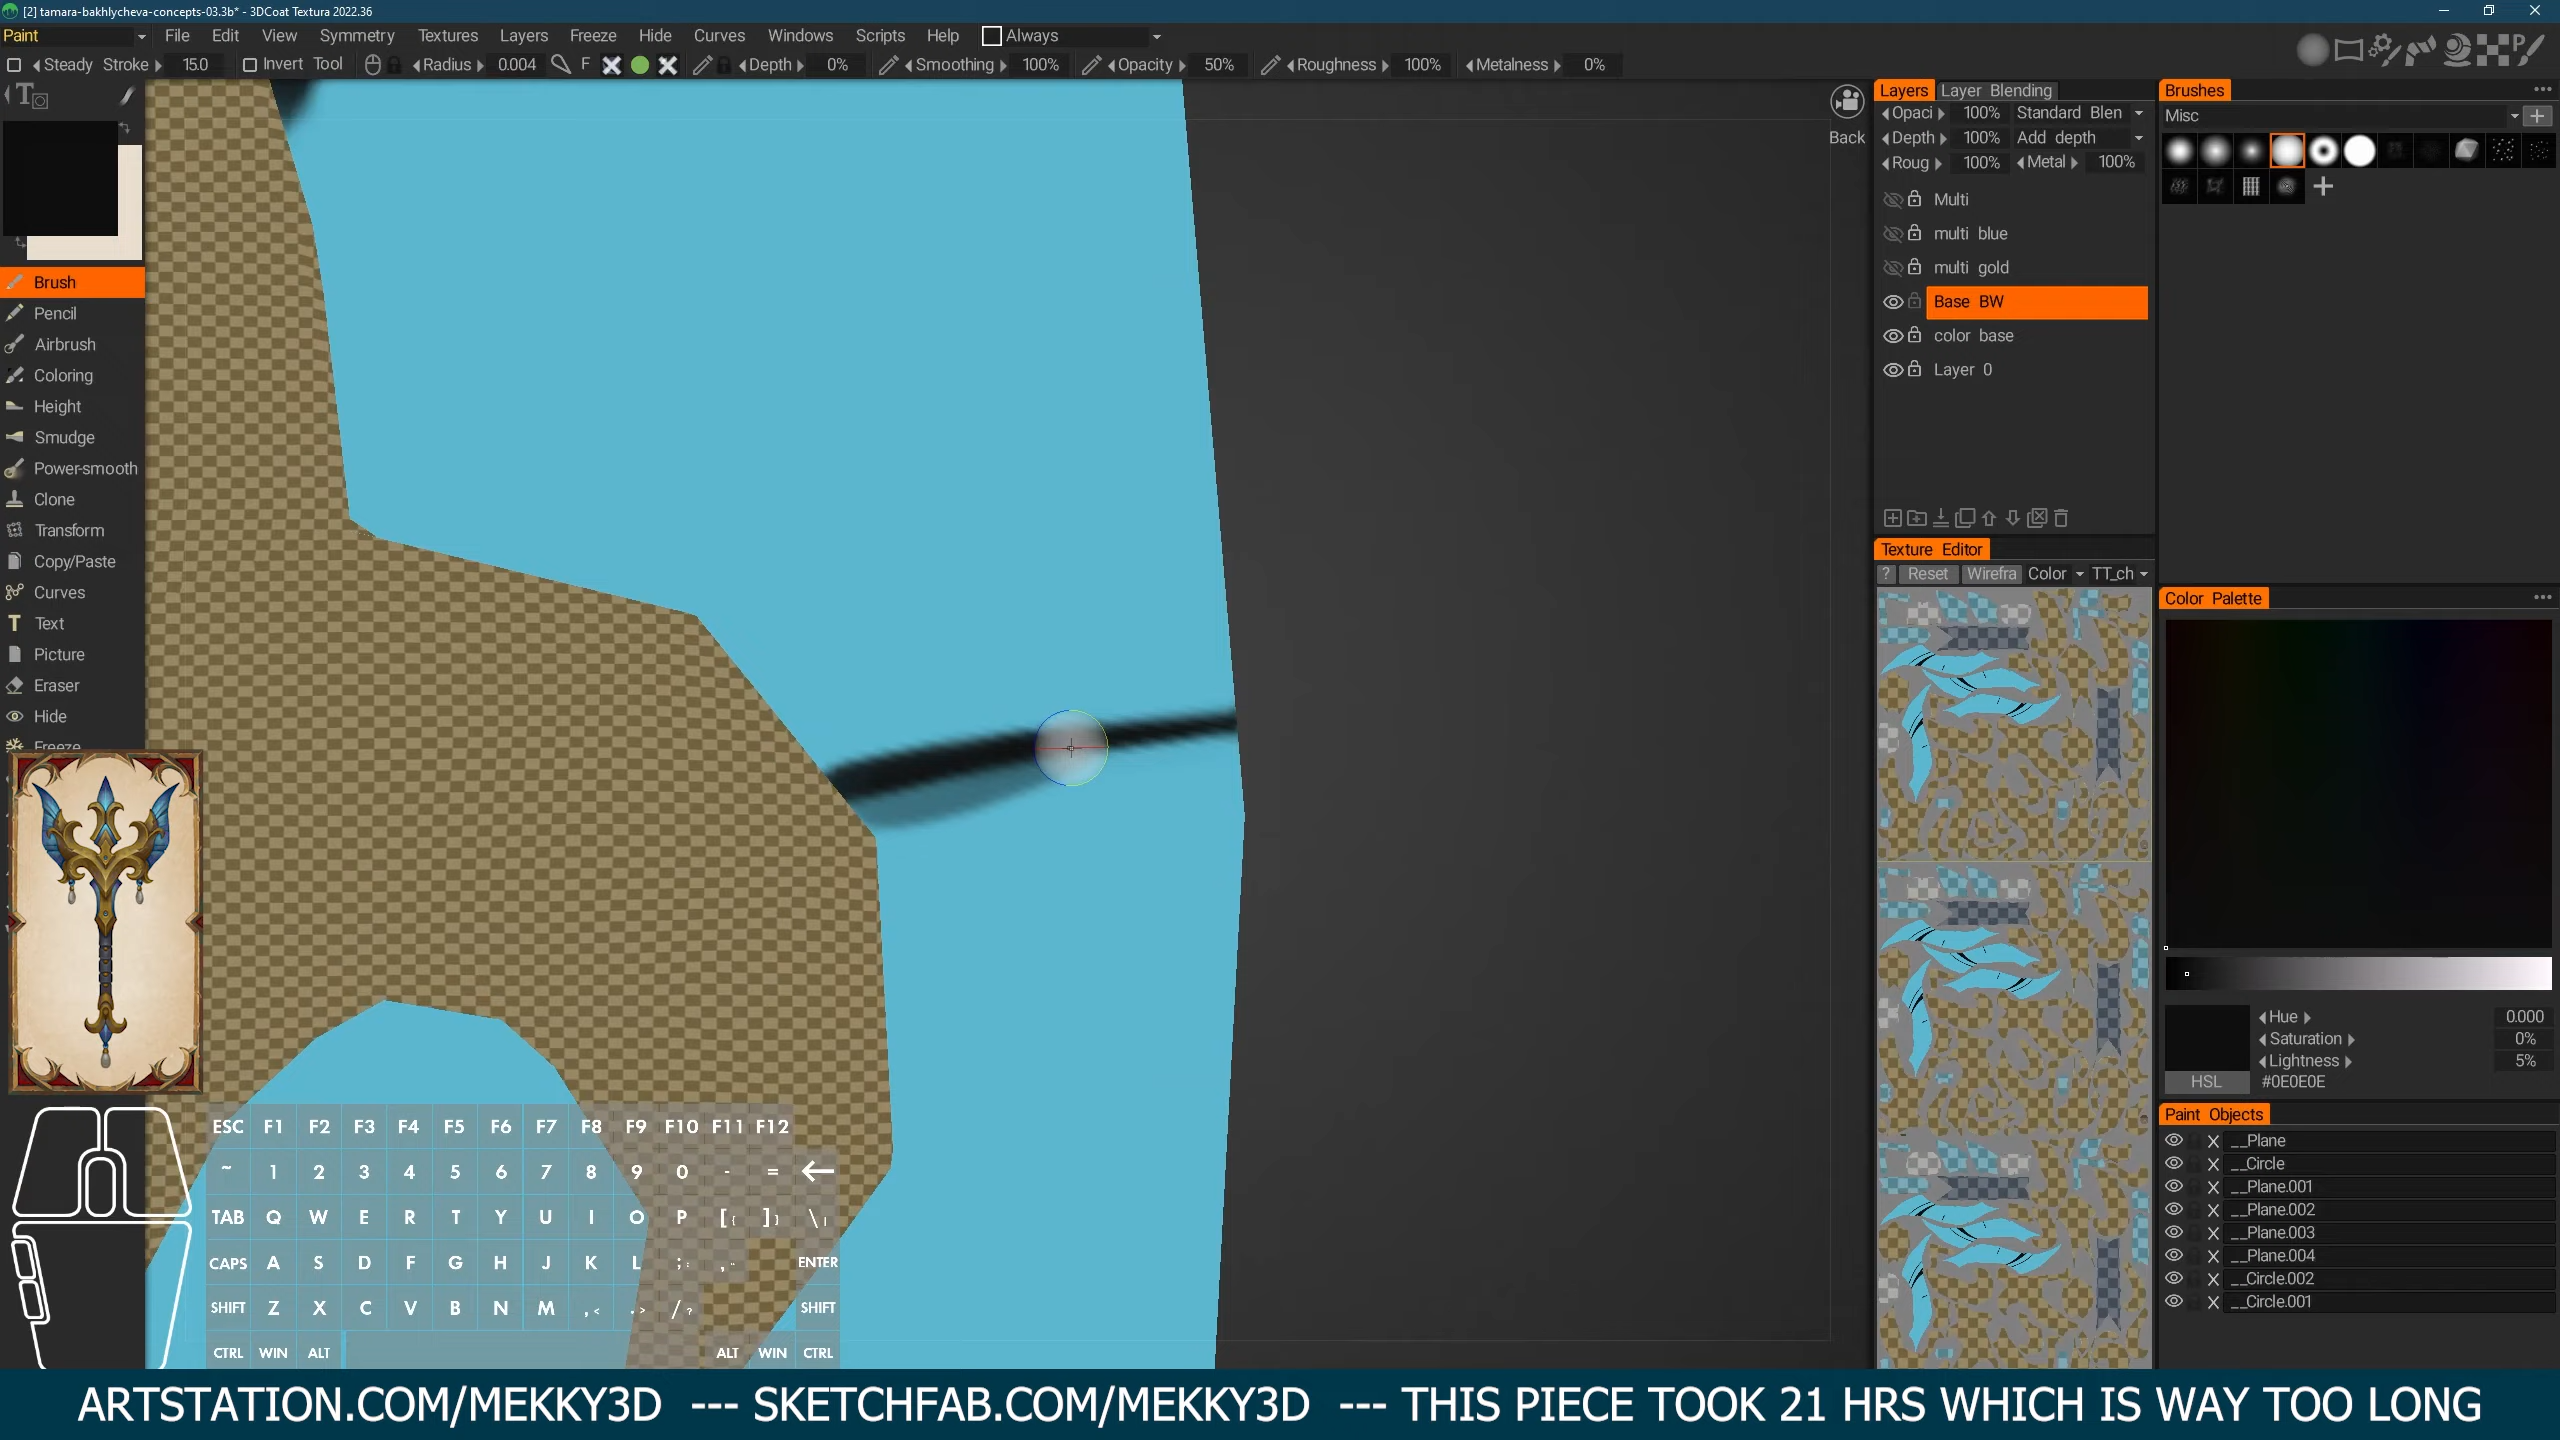 [2] tamara-bakhlycheva-concepts-03.3b* - 3DCoat Textura 2022.36
Paint File Edit View Symmetry Textures Layers Freeze Hide Curves Windows Scripts Help Always
Steady Stroke 15.0 Invert Tool Radius 0.004 F Depth 0% Smoothing 100% Opacity 50% Roughness 100% Metalness 0%
Brush
Pencil
Airbrush
Coloring
Height
Smudge
Power-smooth
Clone
Transform
Copy/Paste
Curves
Text
Picture
Eraser
Hide
Freeze
Back
Layers Layer Blending
Opaci 100% Standard Blen
Depth 100% Add depth
Roug 100% Metal 100%
Multi
multi blue
multi gold
Base BW
color base
Layer 0
Texture Editor
? Reset Wirefra Color TT_ch
Brushes
Misc
Color Palette
Hue 0.000
Saturation 0%
Lightness 5%
HSL #0E0E0E
Paint Objects
X __Plane
X __Circle
X __Plane.001
X __Plane.002
X __Plane.003
X __Plane.004
X __Circle.002
X __Circle.001
ESC F1 F2 F3 F4 F5 F6 F7 F8 F9 F10 F11 F12
~ 1 2 3 4 5 6 7 8 9 0 - =
TAB Q W E R T Y U I O P [{ ]} \|
CAPS A S D F G H J K L ;: ," ENTER
SHIFT Z X C V B N M ,< .> /? SHIFT
CTRL WIN ALT ALT WIN CTRL
ARTSTATION.COM/MEKKY3D --- SKETCHFAB.COM/MEKKY3D --- THIS PIECE TOOK 21 HRS WHICH IS WAY TOO LONG